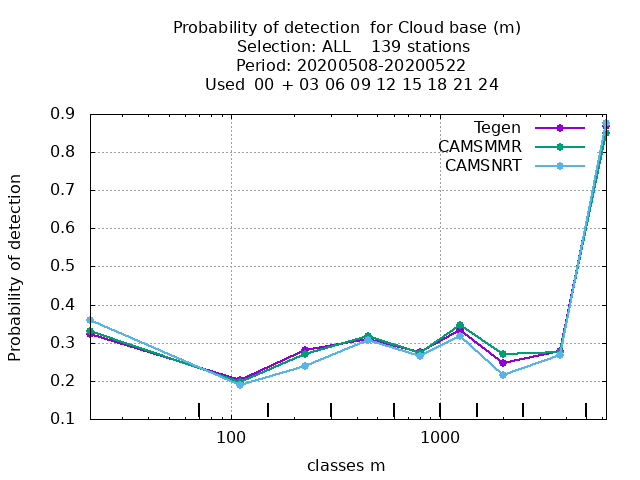 Probability of detection  for Cloud base (m)
Selection: ALL    139 stations
Period: 20200508-20200522
Used  00 + 03 06 09 12 15 18 21 24
Tegen
CAMSMMR
CAMSNRT
0.9
0.8
0.7
0.6
0.5
0.4
0.3
0.2
0.1
Probability of detection
100
1000
classes m